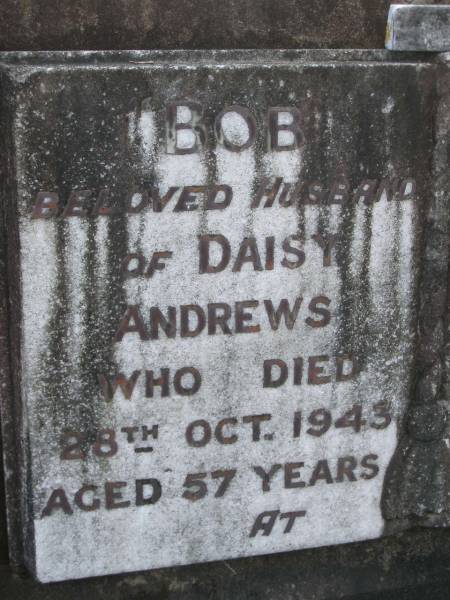 BOB
BELOVED HUSBAND
OF DAISY
ANDREWS
WHO DIED
28TH OCT. 1943
AGED 57 YEARS
AT